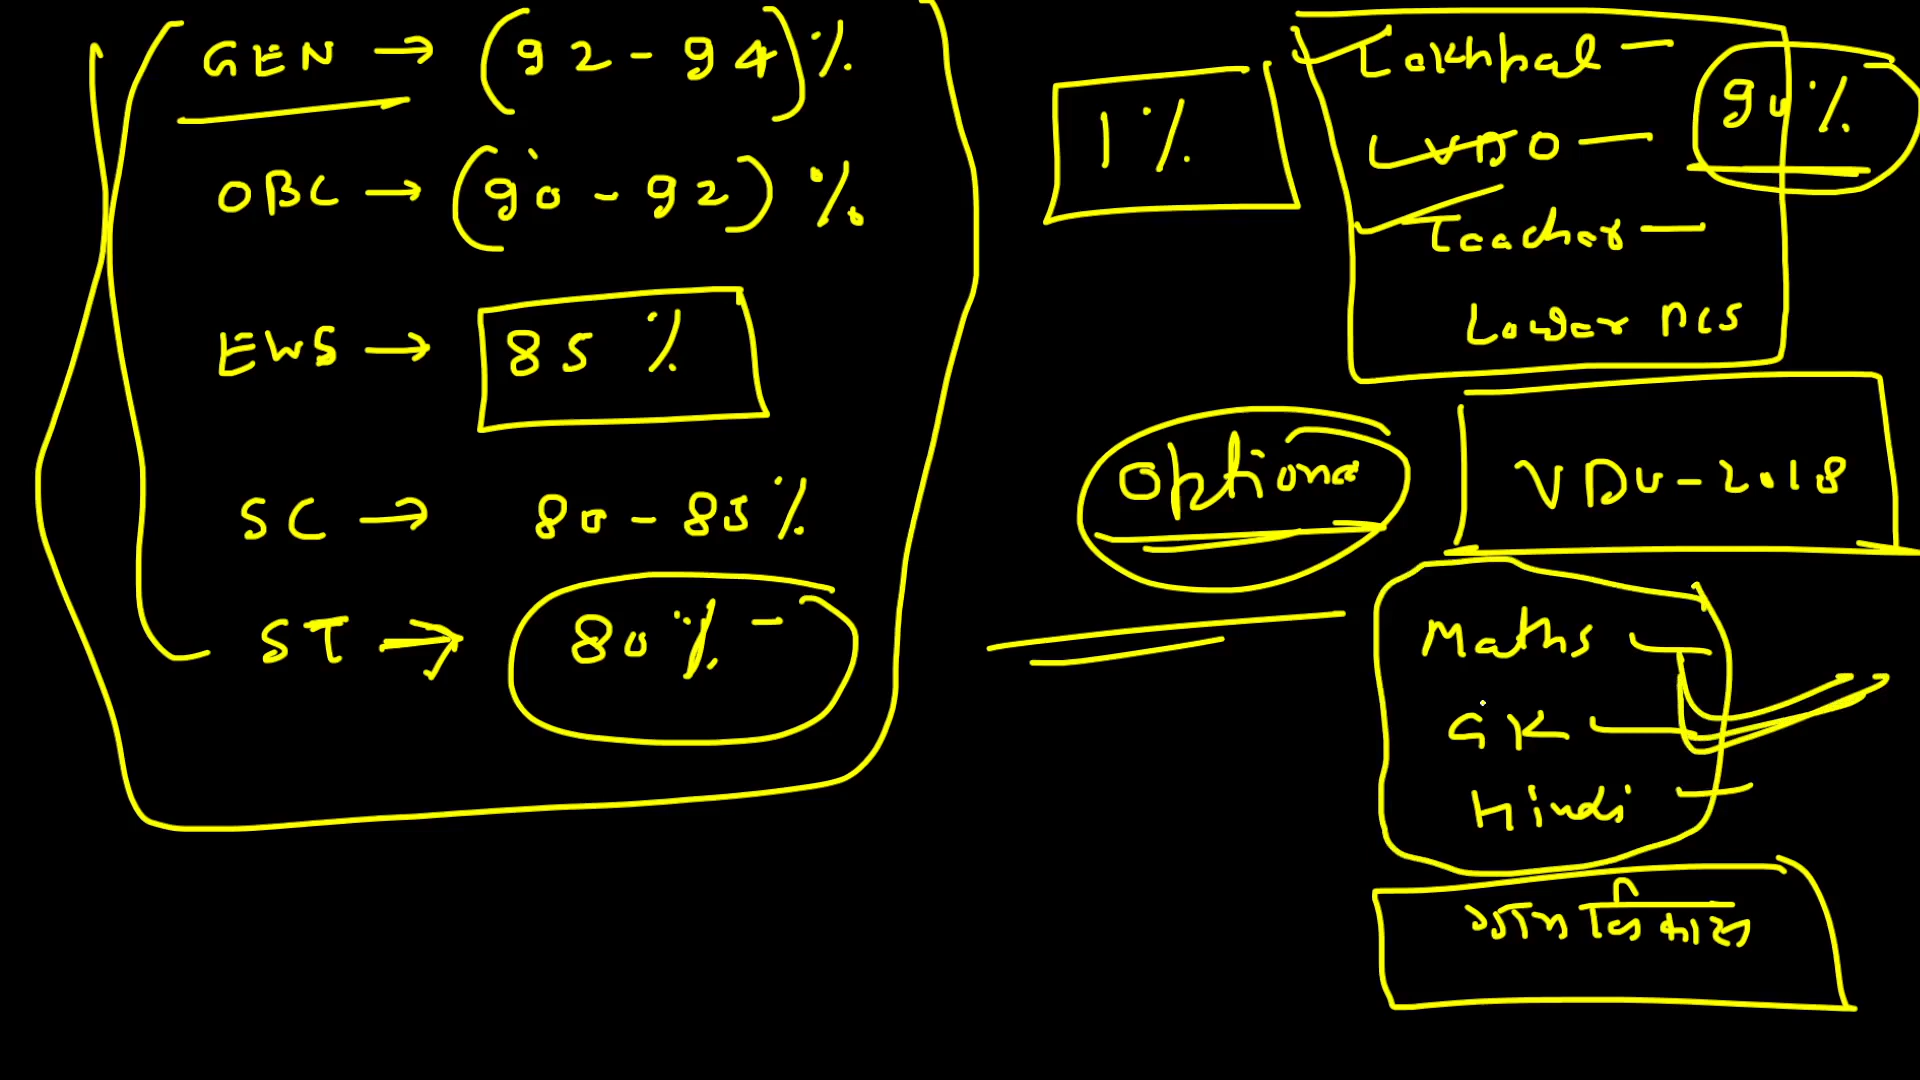 GEN → (92 - 94) %
OBC → (90 - 92) %
EWS → 85 %
SC → 80 - 85 %
ST → 80 % -
1 %
Lekhpal -
VDO -
90 %
Teacher -
Lower PCS
Optional
VDO - 2018
Maths
GK
Hindi